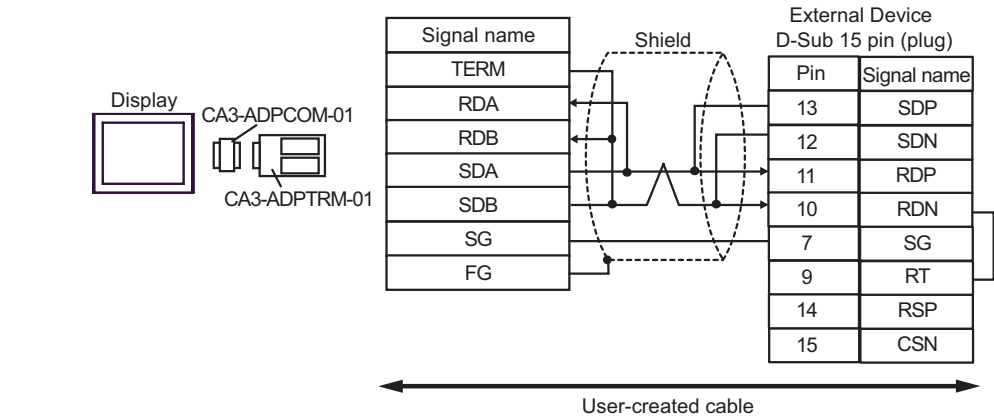 External Device
D-Sub 15 pin (plug)
Signal name
Shield
Pin Signal name
TERM
Display
CA3-ADPCOM-01
RDA
13 SDP
RDB
12 SDN
SDA
11 RDP
CA3-ADPTRM-01
SDB
10 RDN
SG
7 SG
FG
9 RT
14 RSP
15 CSN
User-created cable